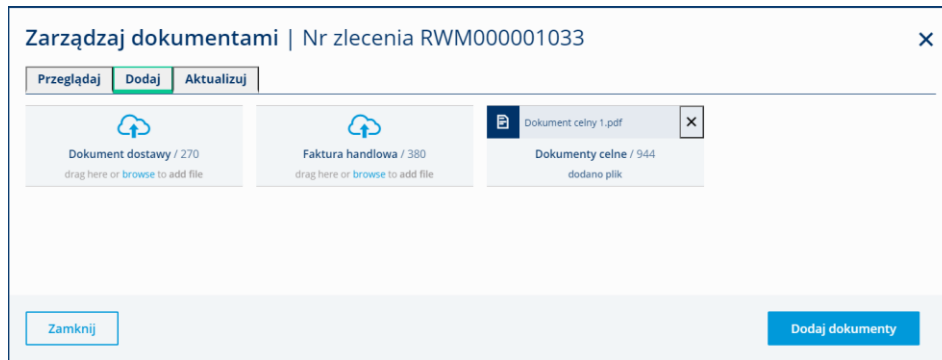 Zarządzaj dokumentami | Nr zlecenia RWM000001033
Przeglądaj Dodaj Aktualizuj
Dokument dostawy / 270
drag here or browse to add file
Faktura handlowa / 380
drag here or browse to add file
Dokument celny 1.pdf
Dokumenty celne / 944
dodano plik
Zamknij
Dodaj dokumenty